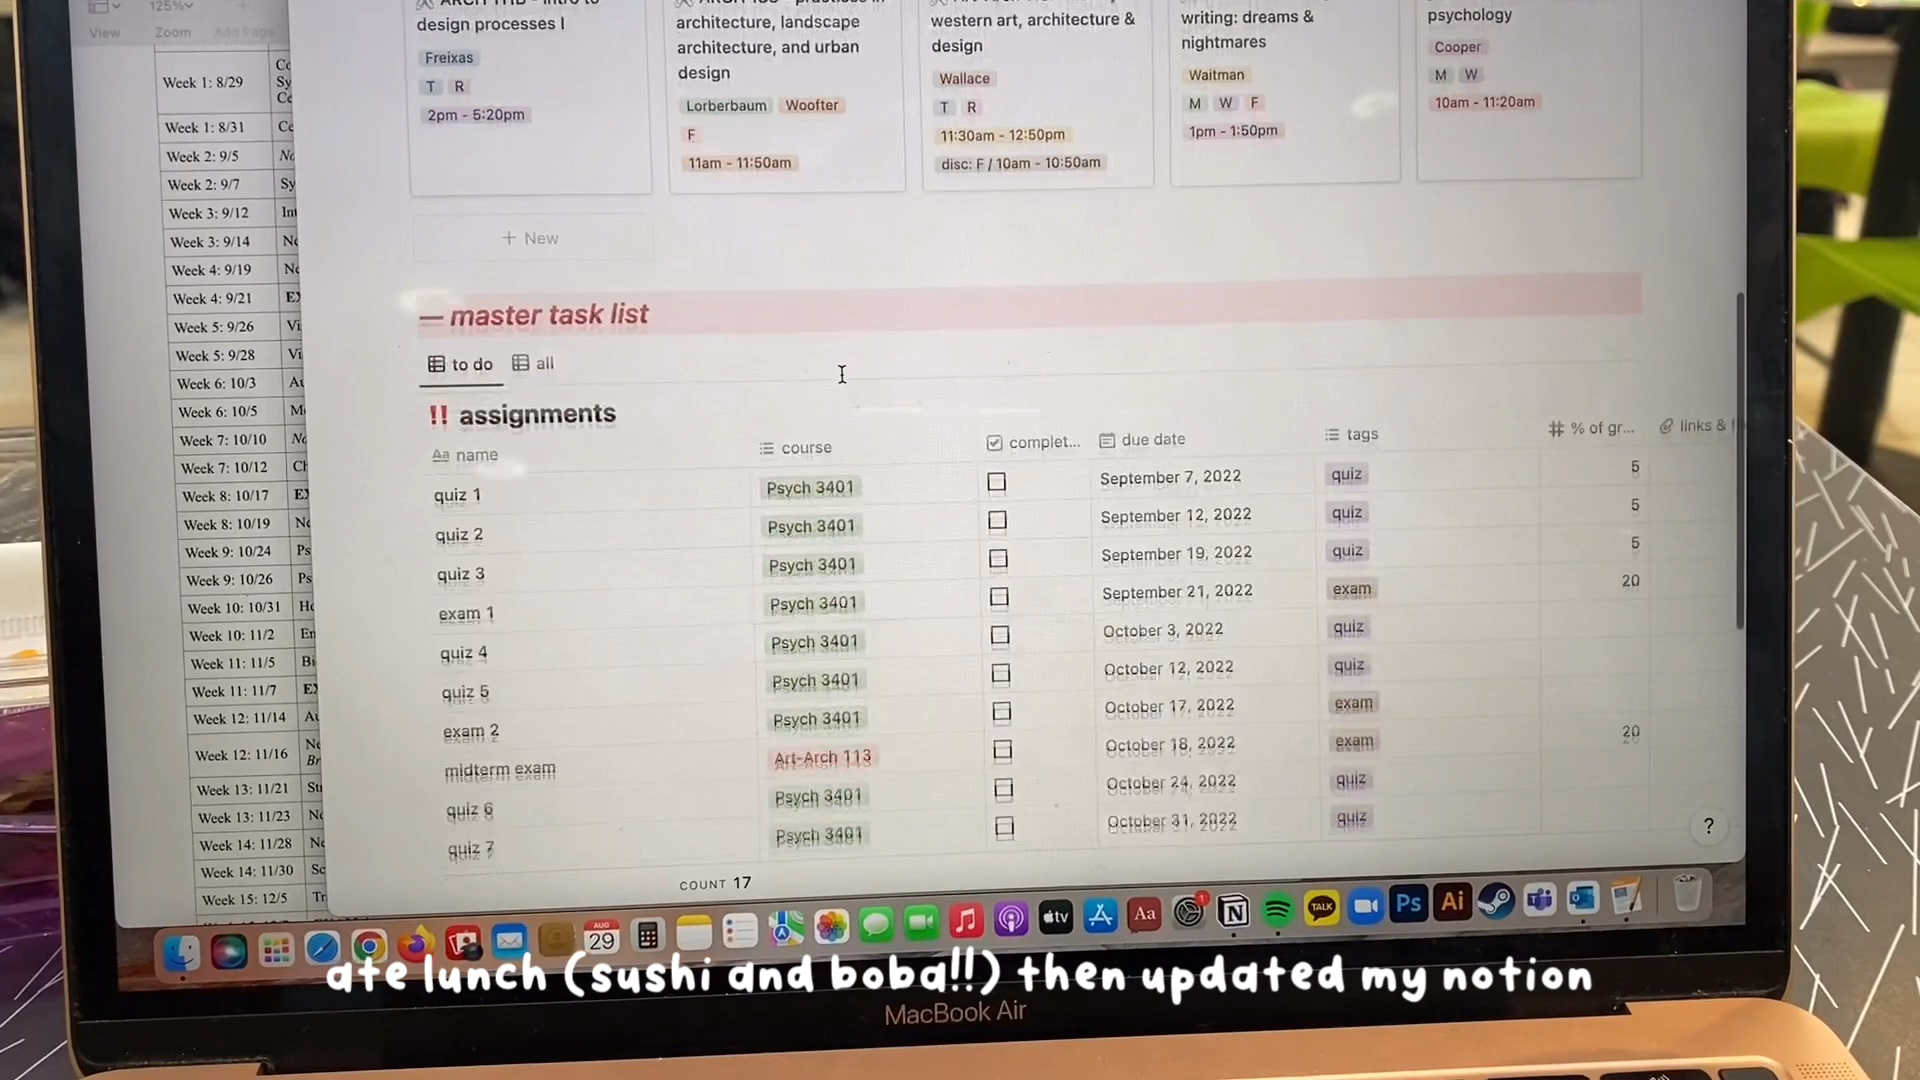 125%
View
Zoom
Add Page
Week 1: 8/29
Week 1: 8/31
Week 2: 9/5
Week 2: 9/7
Week 3: 9/12
Week 3: 9/14
Week 4: 9/19
Week 4: 9/21
Week 5: 9/26
Week 5: 9/28
Week 6: 10/3
Week 6: 10/5
Week 7: 10/10
Week 7: 10/12
Week 8: 10/17
Week 8: 10/19
Week 9: 10/24
Week 9: 10/26
Week 10: 10/31
Week 10: 11/2
Week 11: 11/5
Week 11: 11/7
Week 12: 11/14
Week 12: 11/16
Week 13: 11/21
Week 13: 11/23
Week 14: 11/28
Week 14: 11/30
Week 15: 12/5
design processes I
Freixas
T R
2pm - 5:20pm
architecture, landscape
architecture, and urban
design
Lorberbaum Woofter
F
11am - 11:50am
western art, architecture &
design
Wallace
T R
11:30am - 12:50pm
disc: F / 10am - 10:50am
writing: dreams &
nightmares
Waitman
M W F
1pm - 1:50pm
psychology
Cooper
M W
10am - 11:20am
+ New
— master task list
to do all
!! assignments
Aa name course complet... due date tags # % of gr... links &
quiz 1 Psych 3401 September 7, 2022 quiz 5
quiz 2 Psych 3401 September 12, 2022 quiz 5
quiz 3 Psych 3401 September 19, 2022 quiz 5
exam 1 Psych 3401 September 21, 2022 exam 20
quiz 4 Psych 3401 October 3, 2022 quiz
quiz 5 Psych 3401 October 12, 2022 quiz
exam 2 Psych 3401 October 17, 2022 exam
midterm exam Art-Arch 113 October 18, 2022 exam 20
quiz 6 Psych 3401 October 24, 2022 quiz
quiz 7 Psych 3401 October 31, 2022 quiz
COUNT 17
?
AUG
29
tv
Aa
1
N
TALK
Ps
Ai
ate lunch (sushi and boba!!) then updated my notion
MacBook Air